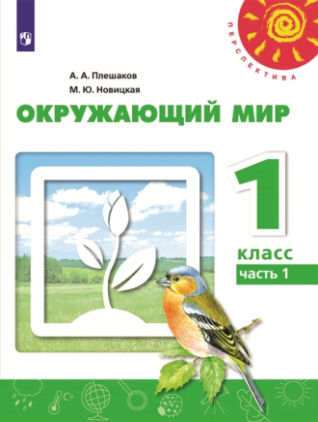 ПЕРСПЕКТИВА
А. А. Плешаков
М. Ю. Новицкая
ОКРУЖАЮЩИЙ МИР
1
КЛАСС
ЧАСТЬ 1